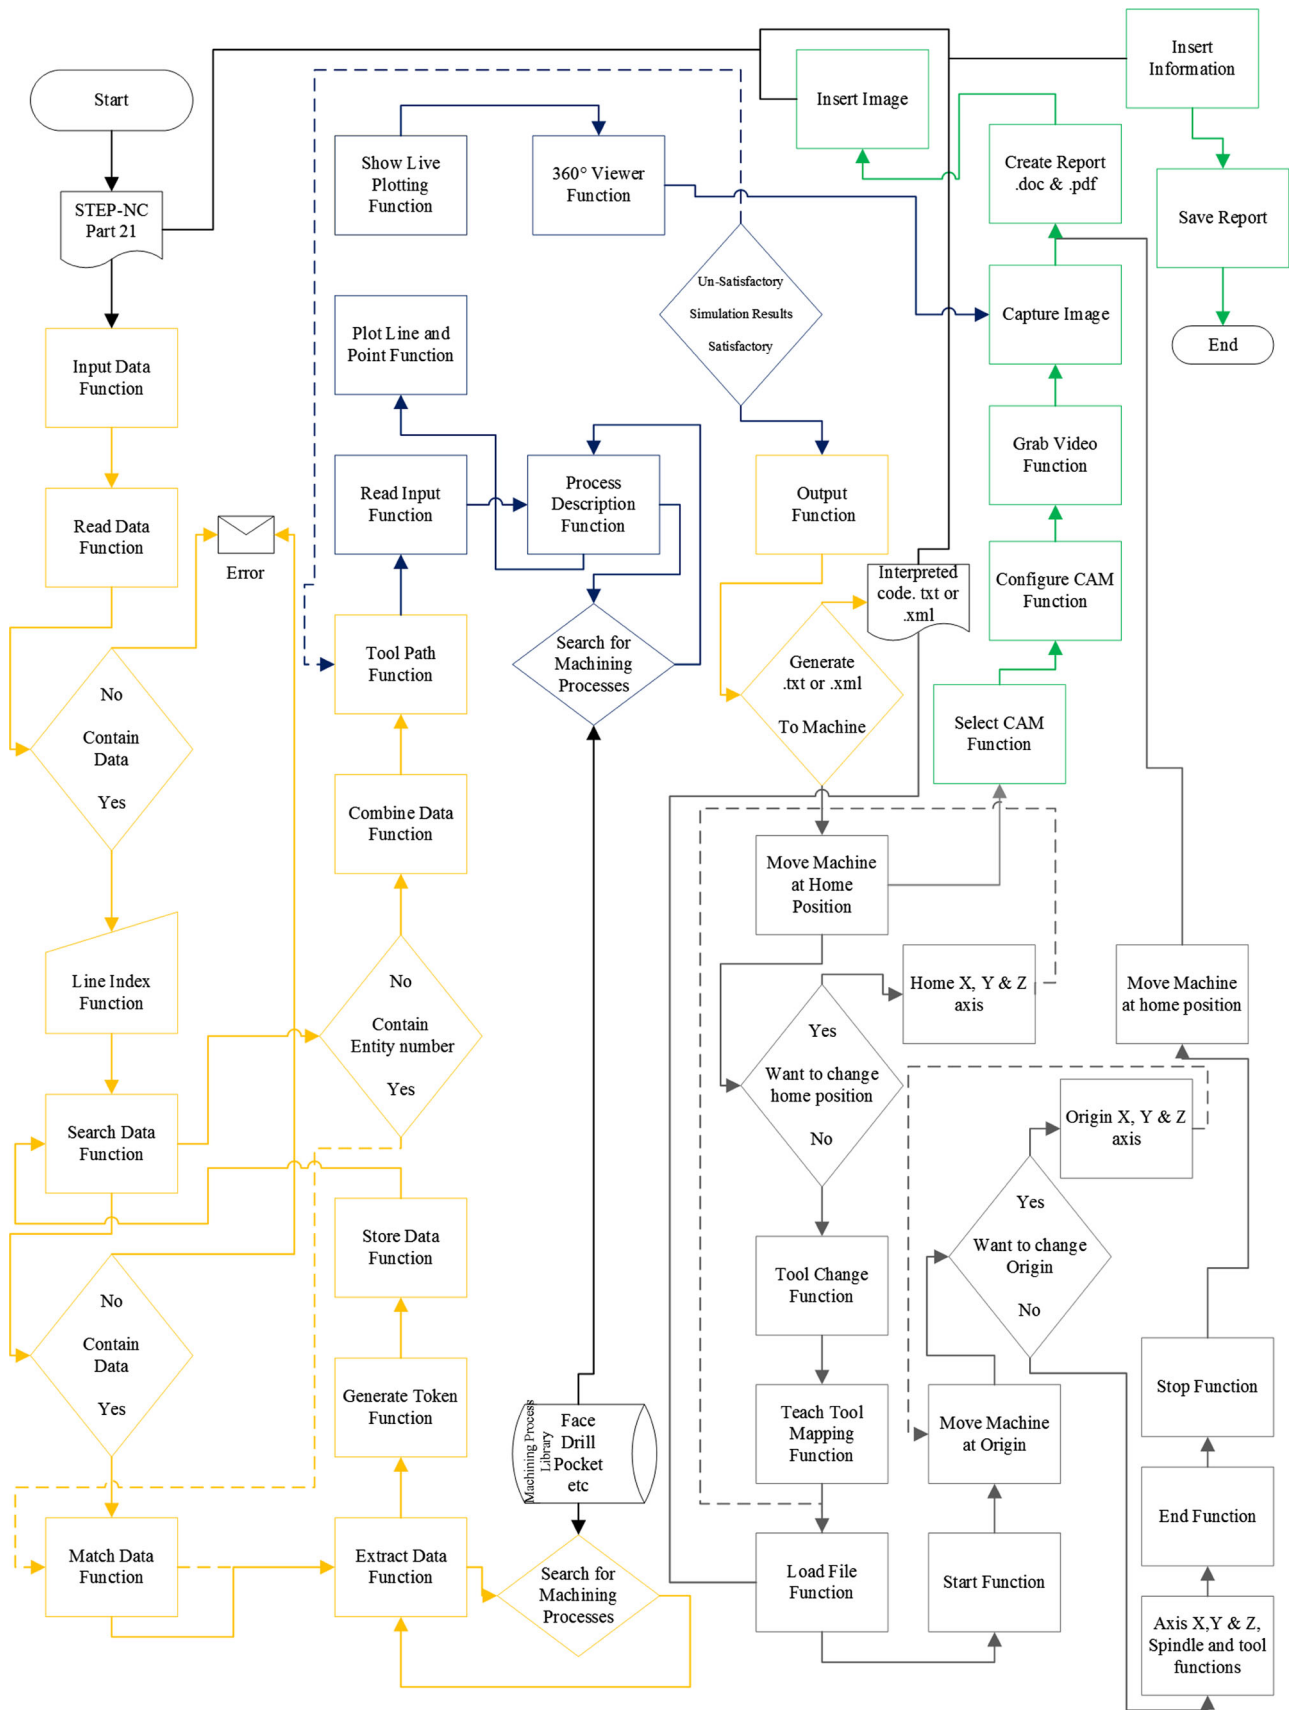 Start
STEP-NC
Part 21
Input Data
Function
Read Data
Function
Error
No
Contain
Data
Yes
Line Index
Function
Search Data
Function
No
Contain
Data
Yes
Match Data
Function
Show Live
Plotting
Function
360° Viewer
Function
Plot Line and
Point Function
Read Input
Function
Process
Description
Function
Tool Path
Function
Search for
Machining
Processes
Combine Data
Function
No
Contain
Entity number
Yes
Store Data
Function
Generate Token
Function
Extract Data
Function
Machining Process
Library
Face
Drill
Pocket
etc
Search for
Machining
Processes
Un-Satisfactory
Simulation Results
Satisfactory
Output
Function
Generate
.txt or .xml
To Machine
Interpreted
code. txt or
.xml
Move Machine
at Home
Position
Yes
Want to change
home position
No
Home X, Y & Z
axis
Tool Change
Function
Teach Tool
Mapping
Function
Load File
Function
Start Function
Move Machine
at Origin
Yes
Want to change
Origin
No
Origin X, Y & Z
axis
Axis X,Y & Z,
Spindle and tool
functions
End Function
Stop Function
Move Machine
at home position
Select CAM
Function
Configure CAM
Function
Grab Video
Function
Capture Image
Create Report
.doc & .pdf
Insert Image
Insert
Information
Save Report
End